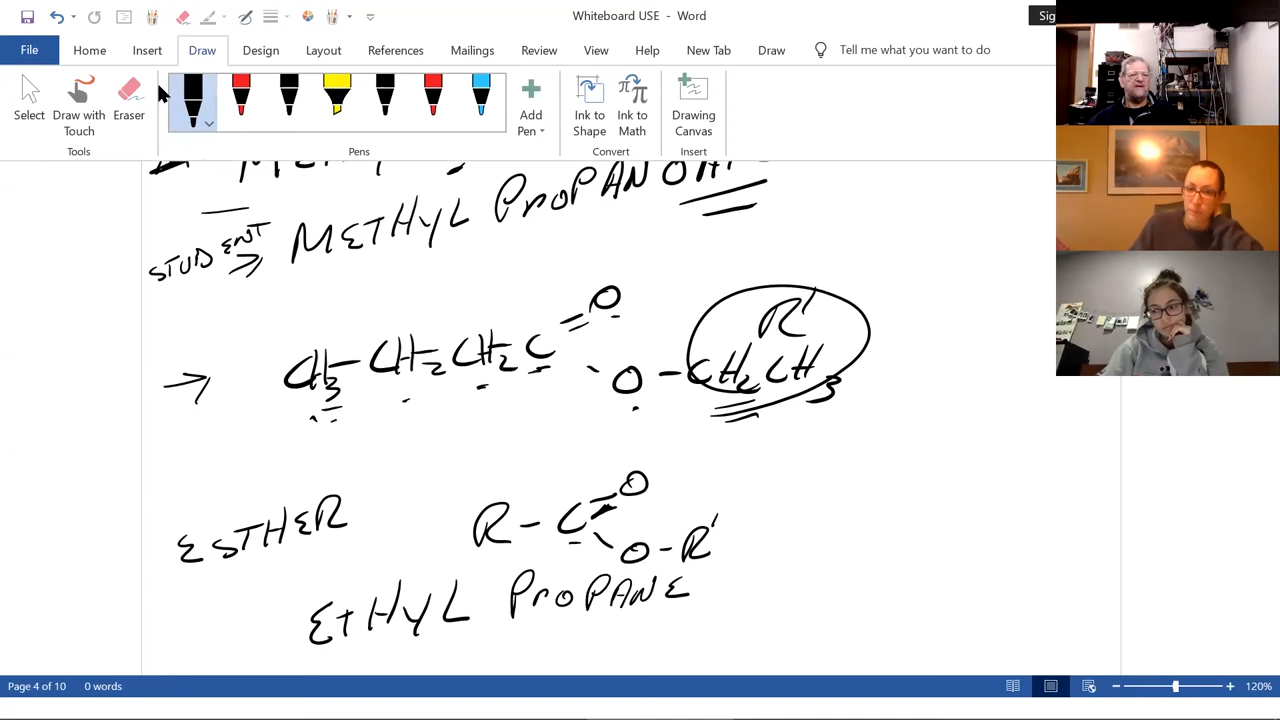 Whiteboard USE - Word
Sig
File Home Insert Draw Design Layout References Mailings Review View Help New Tab Draw Tell me what you want to do
Select Draw with Touch Eraser Add Pen Ink to Shape Ink to Math Drawing Canvas
Tools Pens Convert Insert
STUDENT => METHYL PROPANOAT
R'
=O
→ CH3-CH2CH2C
O - CH2CH3
ESTHER R - C =O
O - R'
ETHYL PROPANE
Page 4 of 10 0 words 120%